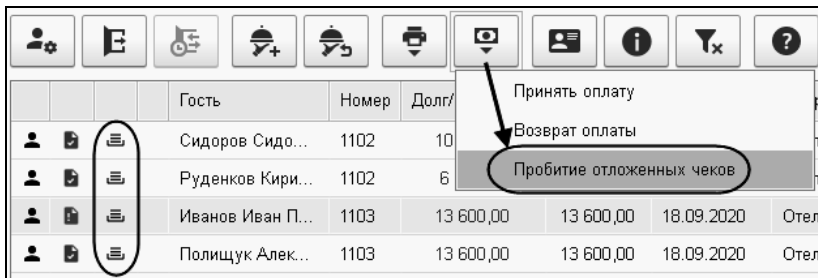 Принять оплату
Возврат оплаты
Пробитие отложенных чеков
Гость Номер Долг/
Сидоров Сидо... 1102 10
Руденков Кири... 1102 6
Иванов Иван П... 1103 13 600,00 13 600,00 18.09.2020 Отел
Полищук Алек... 1103 13 600,00 13 600,00 18.09.2020 Отел